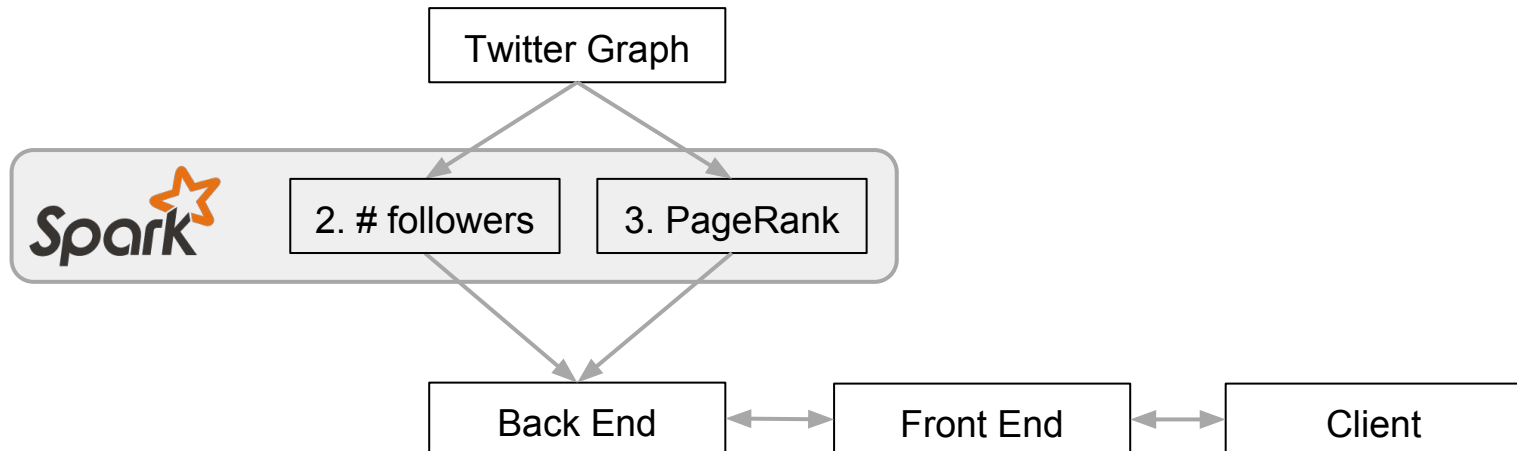 Twitter Graph
Spark
2. # followers
3. PageRank
Back End
Front End
Client